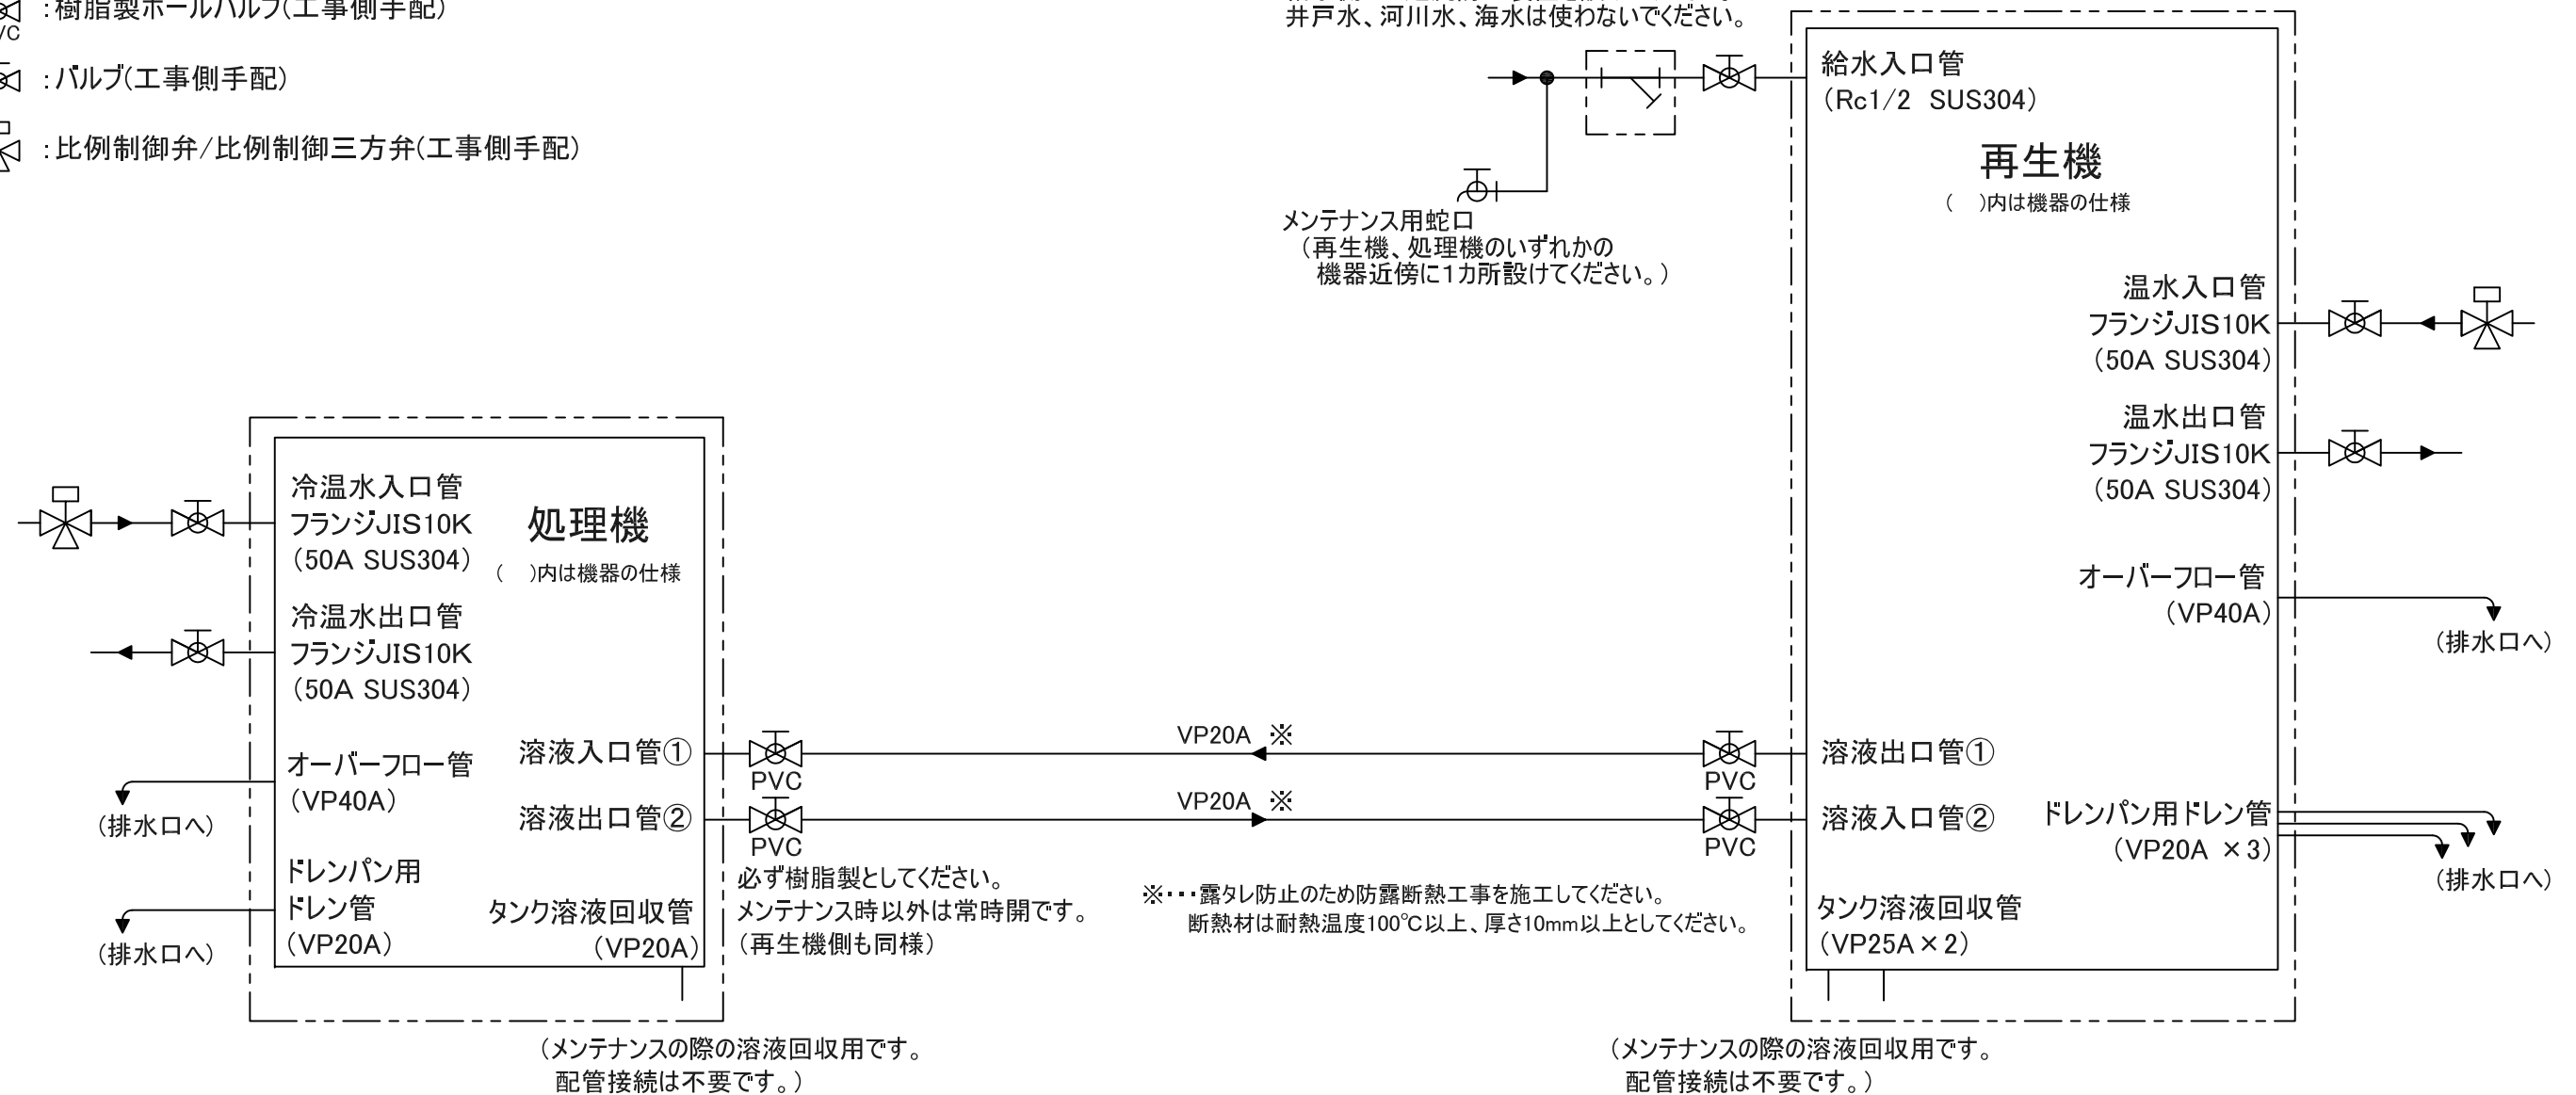 :樹脂製ボールバルブ(工事側手配)
VC
:バルブ(工事側手配)
:比例制御弁/比例制御三方弁(工事側手配)
井戸水、河川水、海水は使わないでください。
メンテナンス用蛇口
(再生機、処理機のいずれかの
機器近傍に1カ所設けてください。)
給水入口管
(Rc1/2 SUS304)
再生機
( )内は機器の仕様
温水入口管
フランジJIS10K
(50A SUS304)
温水出口管
フランジJIS10K
(50A SUS304)
オーバーフロー管
(VP40A)
(排水口へ)
冷温水入口管
フランジJIS10K
(50A SUS304)
処理機
( )内は機器の仕様
冷温水出口管
フランジJIS10K
(50A SUS304)
オーバーフロー管
(VP40A)
(排水口へ)
ドレンパン用
ドレン管
(VP20A)
(排水口へ)
溶液入口管①
溶液出口管②
タンク溶液回収管
(VP20A)
PVC
PVC
必ず樹脂製としてください。
メンテナンス時以外は常時開です。
(再生機側も同様)
VP20A ※
VP20A ※
※・・・露タレ防止のため防露断熱工事を施工してください。
断熱材は耐熱温度100℃以上、厚さ10mm以上としてください。
PVC
PVC
溶液出口管①
溶液入口管②
ドレンパン用ドレン管
(VP20A ×3)
(排水口へ)
タンク溶液回収管
(VP25A×2)
(メンテナンスの際の溶液回収用です。
配管接続は不要です。)
(メンテナンスの際の溶液回収用です。
配管接続は不要です。)